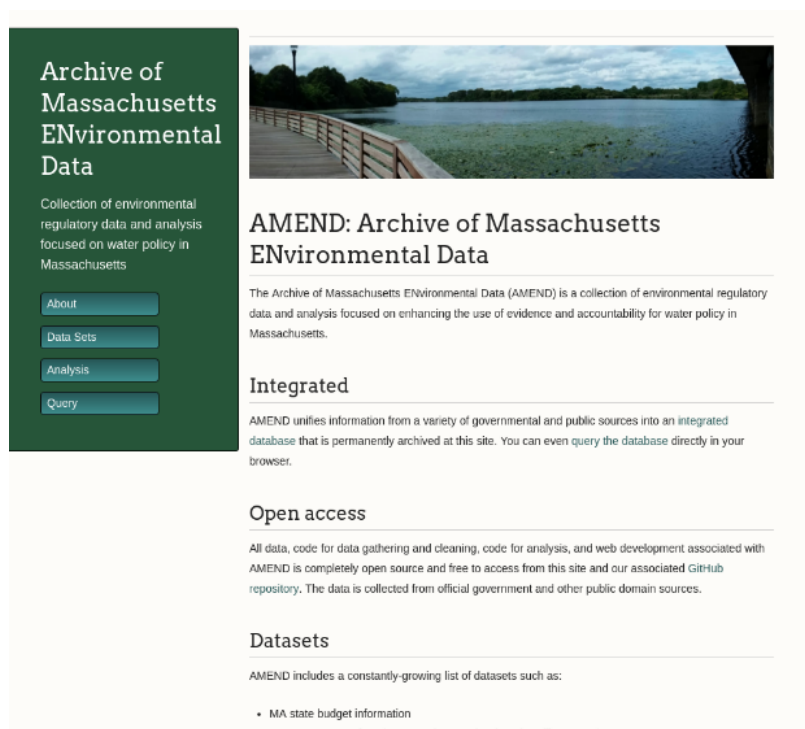 Archive of
Massachusetts
ENvironmental
Data
Collection of environmental
regulatory data and analysis
focused on water policy in
Massachusetts
About
Data Sets
Analysis
Query
AMEND: Archive of Massachusetts
ENvironmental Data
The Archive of Massachusetts ENvironmental Data (AMEND) is a collection of environmental regulatory
data and analysis focused on enhancing the use of evidence and accountability for water policy in
Massachusetts.
Integrated
AMEND unifies information from a variety of governmental and public sources into an integrated
database that is permanently archived at this site. You can even query the database directly in your
browser.
Open access
All data, code for data gathering and cleaning, code for analysis, and web development associated with
AMEND is completely open source and free to access from this site and our associated GitHub
repository. The data is collected from official government and other public domain sources.
Datasets
AMEND includes a constantly-growing list of datasets such as:
• MA state budget information